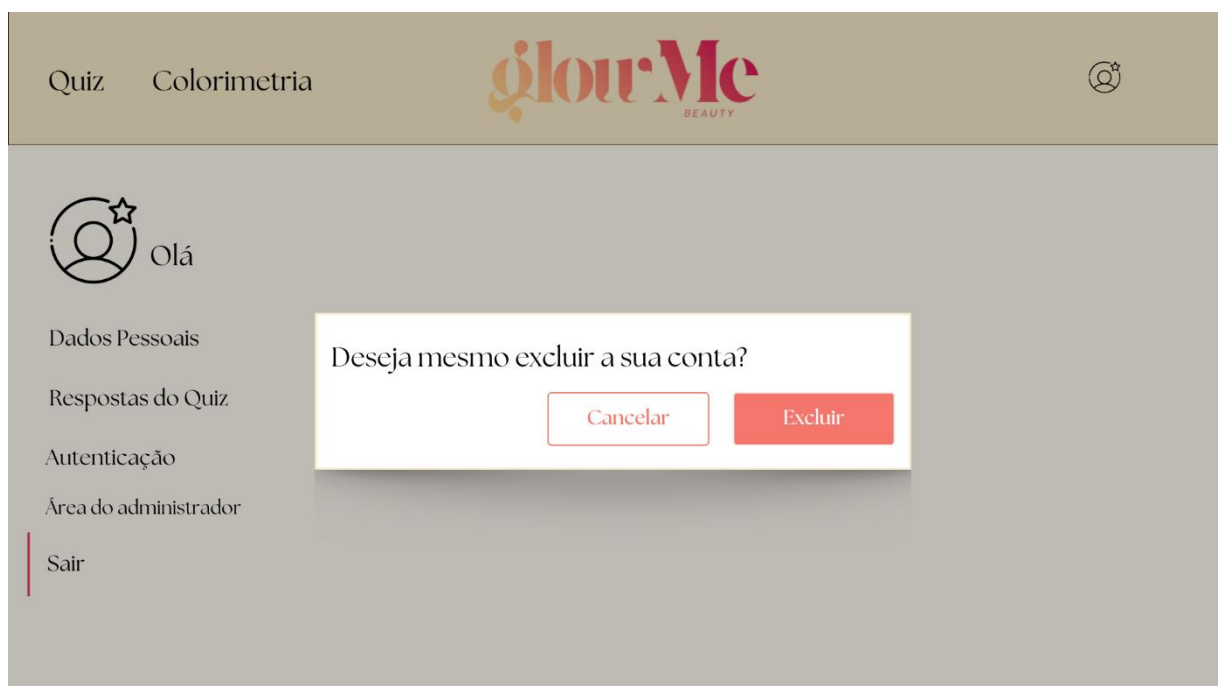 Quiz Colorimetria
glowMe
BEAUTY
Olá
Dados Pessoais
Respostas do Quiz
Autenticação
Área do administrador
Sair
Deseja mesmo excluir a sua conta?
Cancelar Excluir